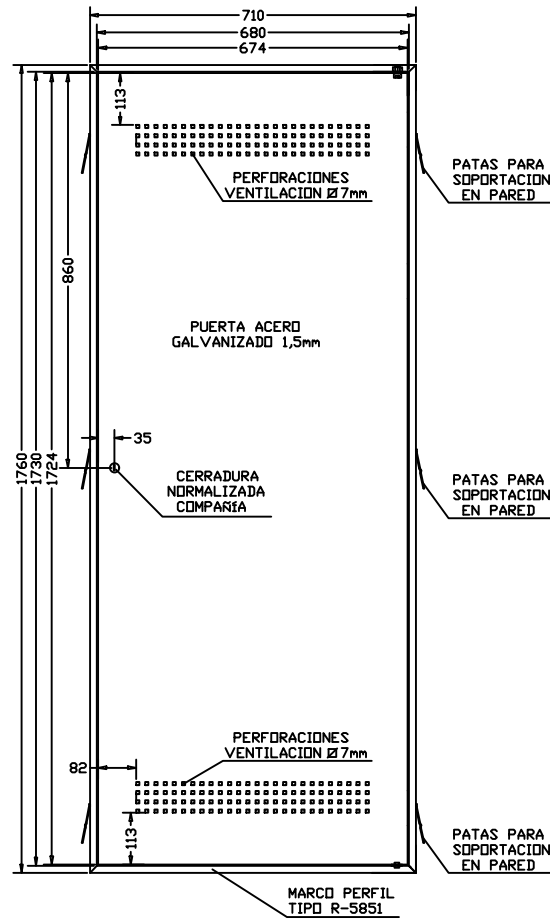 710
680
674
113
PERFORACIONES
VENTILACION Ø7mm
PATAS PARA
SOPORTACION
EN PARED
860
PUERTA ACERO
GALVANIZADO 1,5mm
35
1760
1730
1724
CERRADURA
NORMALIZADA
COMPAÑÍA
PATAS PARA
SOPORTACION
EN PARED
PERFORACIONES
VENTILACION Ø7mm
82
113
PATAS PARA
SOPORTACION
EN PARED
MARCO PERFIL
TIPO R-5851